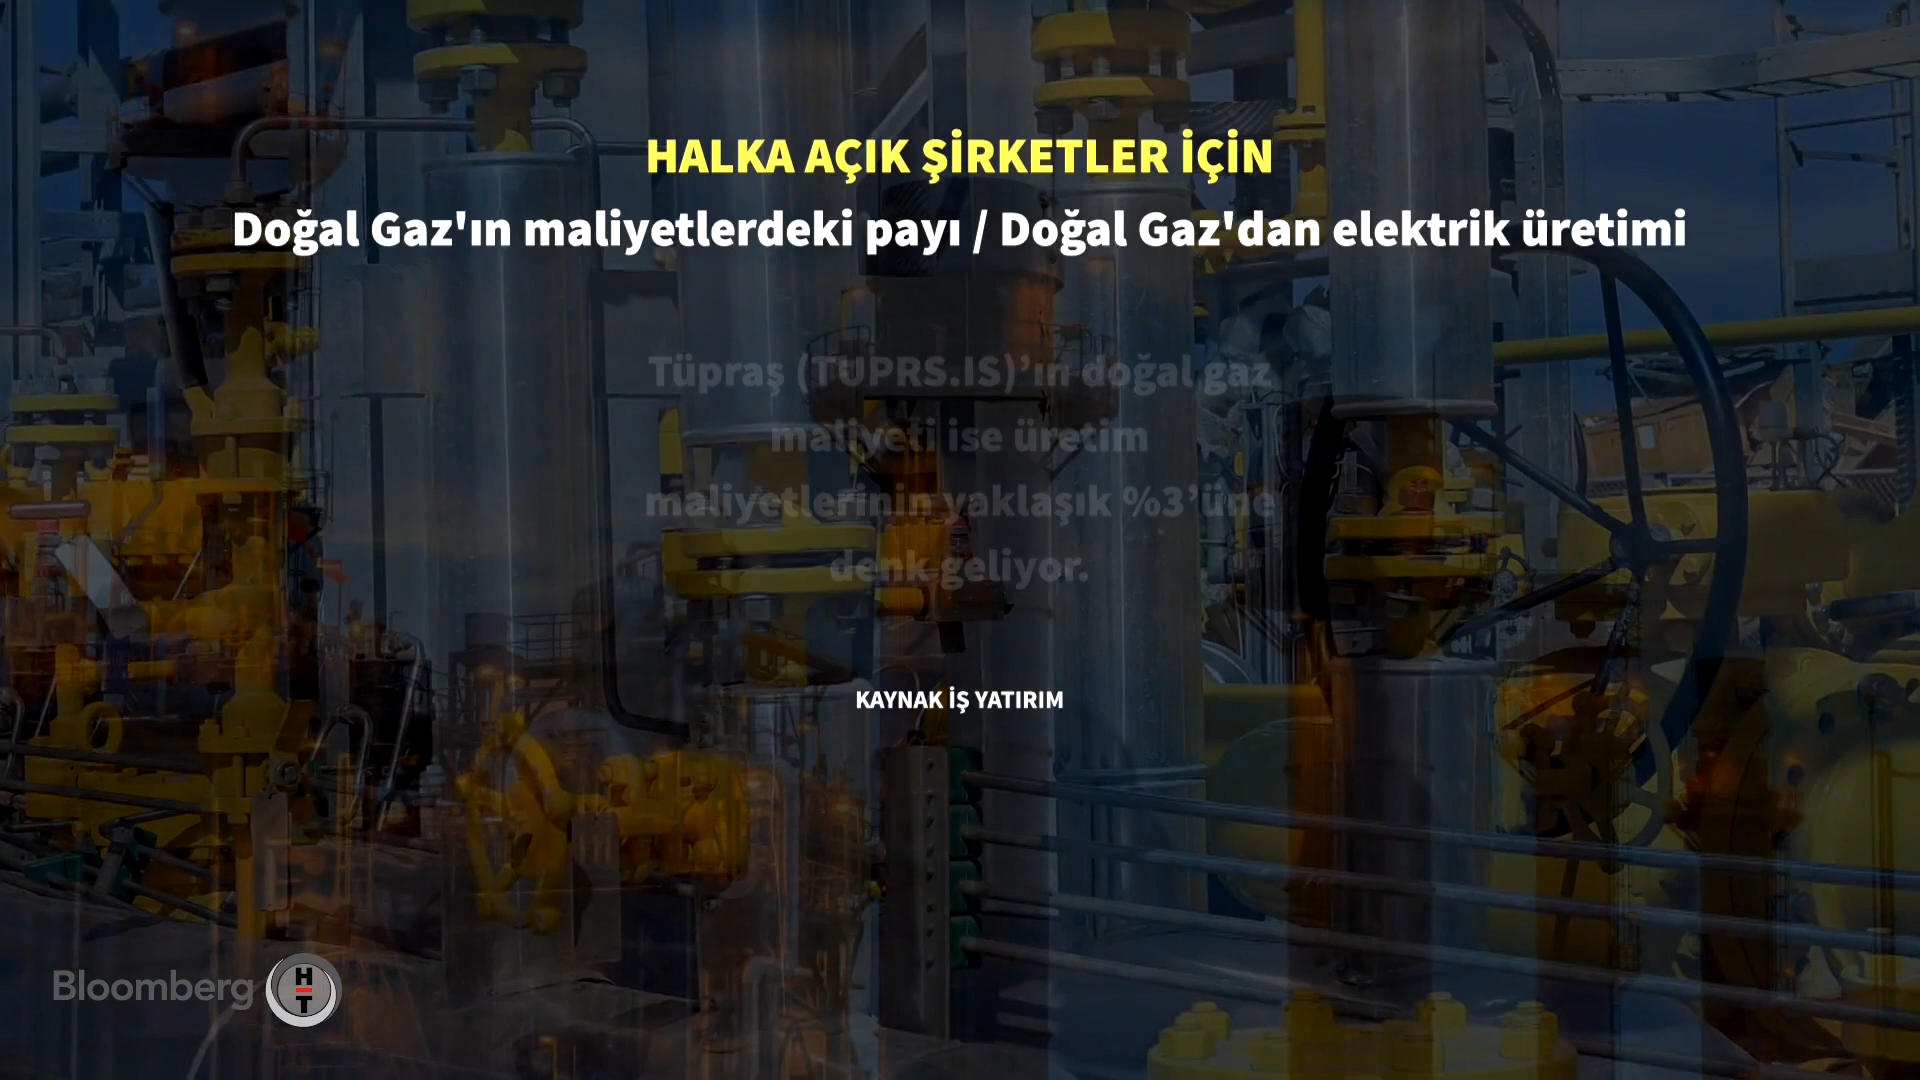 HALKA AÇIK ŞİRKETLER İÇİN
Doğal Gaz'ın maliyetlerdeki payı / Doğal Gaz'dan elektrik üretimi
Tüpraş (TUPRS.IS)’ın doğal gaz
maliyeti ise üretim
maliyetlerinin yaklaşık %3’üne
denk geliyor.
KAYNAK İŞ YATIRIM
Bloomberg HT